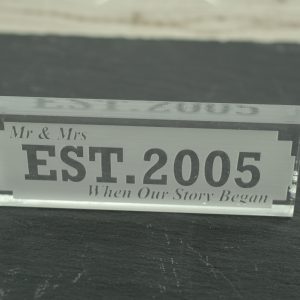 Mr & Mrs
EST.2005
When Our Story Began